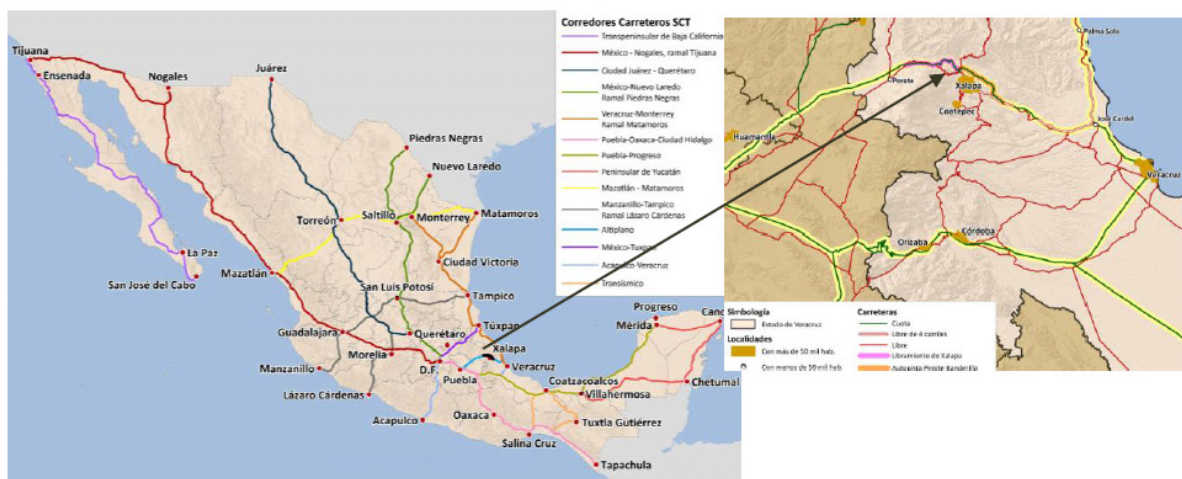 Tijuana
Ensenada
Nogales
Juárez
Piedras Negras
Nuevo Laredo
Torreón
Saltillo
Monterrey
Matamoros
La Paz
San José del Cabo
Mazatlán
Ciudad Victoria
San Luis Potosí
Tampico
Guadalajara
Querétaro
Túxpan
Progreso
Mérida
Morelia
Xalapa
Manzanillo
D.F.
Veracruz
Puebla
Coatzacoalcos
Chetumal
Lázaro Cárdenas
Villahermosa
Acapulco
Oaxaca
Tuxtla Gutiérrez
Salina Cruz
Tapachula
Corredores Carreteros SCT
Transpeninsular de Baja California
México - Nogales, ramal Tijuana
Ciudad Juárez - Querétaro
México-Nuevo Laredo
Ramal Piedras Negras
Veracruz-Monterrey
Ramal Matamoros
Puebla-Oaxaca-Ciudad Hidalgo
Puebla-Progreso
Peninsular de Yucatán
Mazatlán - Matamoros
Manzanillo-Tampico
Ramal Lázaro Cárdenas
Altiplano
México-Tuxpan
Acapulco-Veracruz
Transísmico
Palma Sola
Perote
Xalapa
Coatepec
José Cardel
Huamantla
Veracruz
Orizaba
Córdoba
Simbología
Estado de Veracruz
Localidades
Con más de 50 mil hab.
Con menos de 50 mil hab.
Carreteras
Cuota
Libre de 4 carriles
Libre
Libramiento de Xalapa
Autopista Perote Banderilla